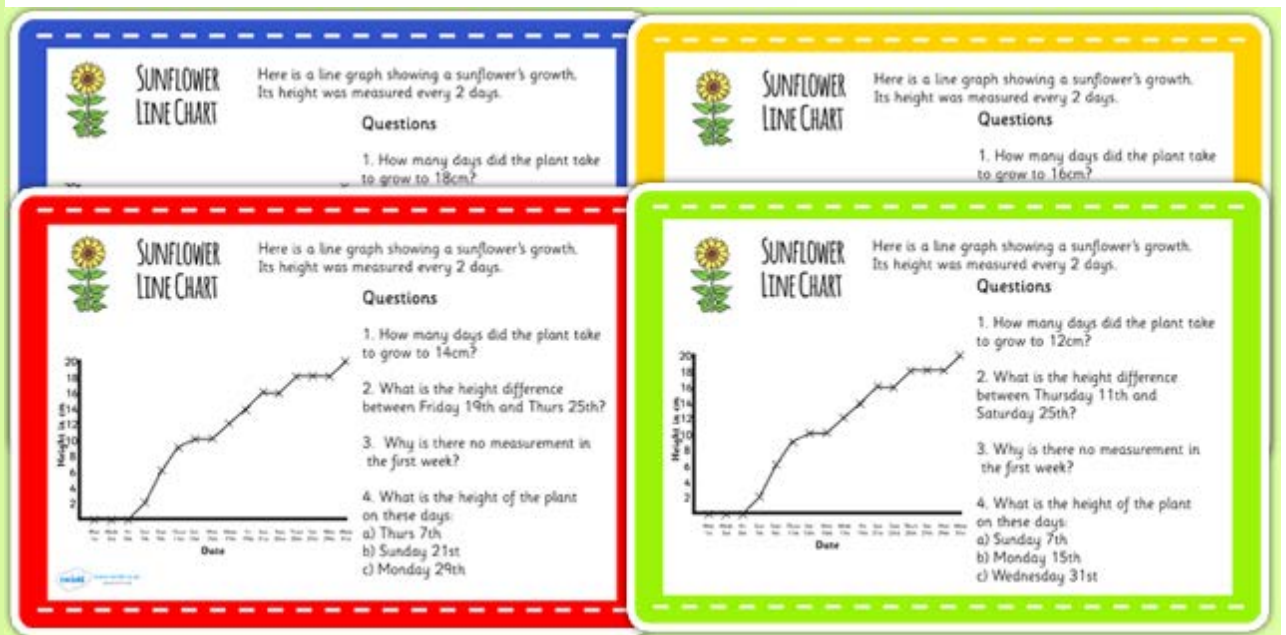 SUNFLOWER
LINE CHART
Here is a line graph showing a sunflower's growth.
Its height was measured every 2 days.
Questions
1. How many days did the plant take
to grow to 18cm?
SUNFLOWER
LINE CHART
Here is a line graph showing a sunflower's growth.
Its height was measured every 2 days.
Questions
1. How many days did the plant take
to grow to 16cm?
SUNFLOWER
LINE CHART
Here is a line graph showing a sunflower's growth.
Its height was measured every 2 days.
Questions
1. How many days did the plant take
to grow to 14cm?
2. What is the height difference
between Friday 19th and Thurs 25th?
3. Why is there no measurement in
the first week?
4. What is the height of the plant
on these days:
a) Thurs 7th
b) Sunday 21st
c) Monday 29th
Height in cm
20
18
16
14
12
10
8
6
4
2
Date
SUNFLOWER
LINE CHART
Here is a line graph showing a sunflower's growth.
Its height was measured every 2 days.
Questions
1. How many days did the plant take
to grow to 12cm?
2. What is the height difference
between Thursday 11th and
Saturday 25th?
3. Why is there no measurement in
the first week?
4. What is the height of the plant
on these days:
a) Sunday 7th
b) Monday 15th
c) Wednesday 31st
Height in cm
20
18
16
14
12
10
8
6
4
2
Date